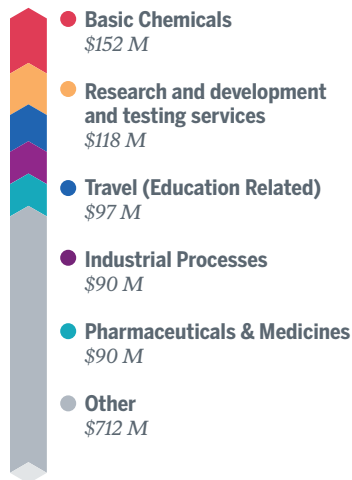 Basic Chemicals
$152 M
Research and development
and testing services
$118 M
Travel (Education Related)
$97 M
Industrial Processes
$90 M
Pharmaceuticals & Medicines
$90 M
Other
$712 M